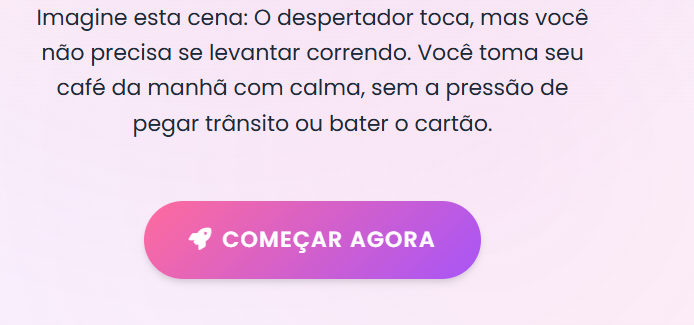 Imagine esta cena: O despertador toca, mas você
não precisa se levantar correndo. Você toma seu
café da manhã com calma, sem a pressão de
pegar trânsito ou bater o cartão.
COMEÇAR AGORA